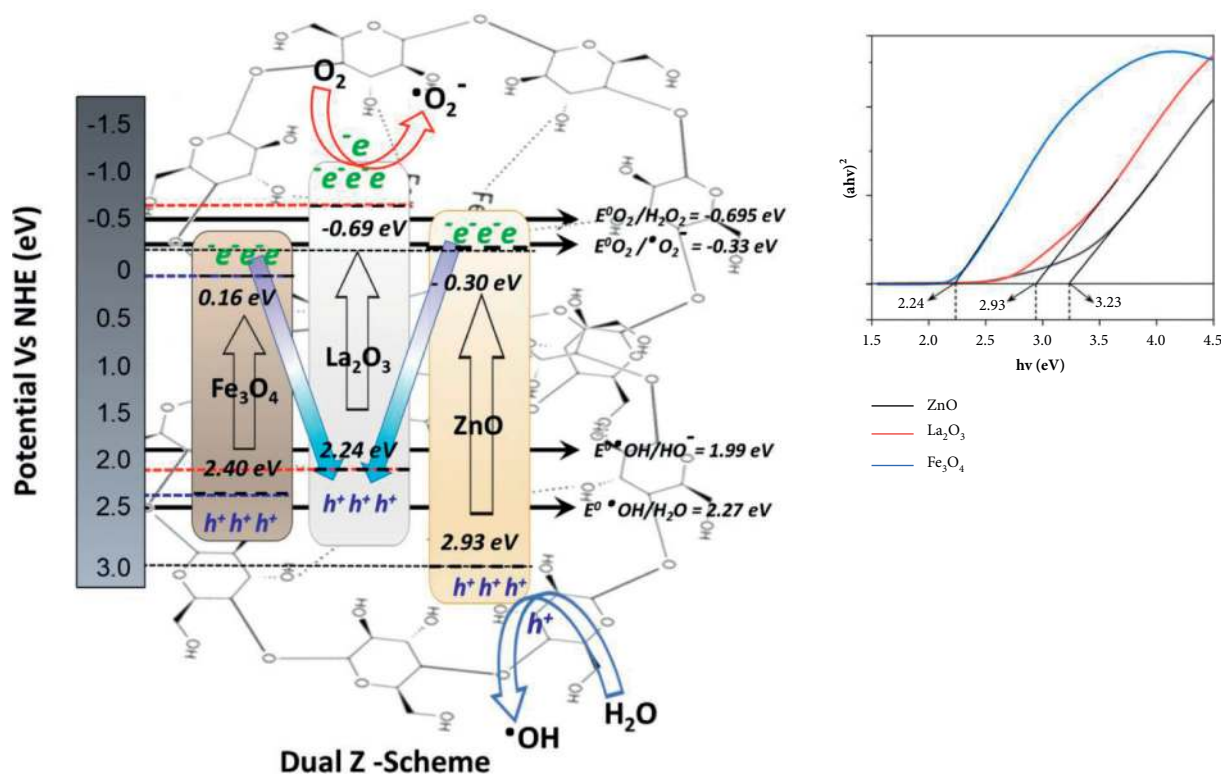 Potential Vs NHE (eV)
-1.5
-1.0
-0.5
0
0.5
1.0
1.5
2.0
2.5
3.0
O₂
•O₂⁻
⁻e
⁻e⁻e⁻e
-0.69 eV
La₂O₃
2.24 eV
h⁺ h⁺ h⁺
⁻e⁻e⁻e
0.16 eV
Fe₃O₄
2.40 eV
h⁺ h⁺ h⁺
⁻e⁻e⁻e
- 0.30 eV
ZnO
2.93 eV
h⁺ h⁺ h⁺
h⁺
H₂O
•OH
E⁰O₂/H₂O₂ = -0.695 eV
E⁰O₂/•O₂⁻ = -0.33 eV
E⁰•OH/HO⁻ = 1.99 eV
E⁰ •OH/H₂O = 2.27 eV
Dual Z -Scheme
(ahv)²
2.24
2.93
3.23
1.5 2.0 2.5 3.0 3.5 4.0 4.5
hv (eV)
ZnO
La₂O₃
Fe₃O₄